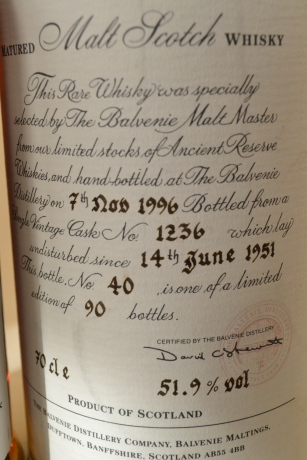 MATURED Malt Scotch WHISKY
This Rare Whisky was specially
selected by The Balvenie Malt Master
from our limited stocks of Ancient Reserve
Whiskies, and hand-bottled at The Balvenie
Distillery on 7th Nov 1996 Bottled from a
Single Vintage Cask No. 1236 which lay
undisturbed since 14th June 1951
This bottle, No 40 , is one of a limited
edition of 90 bottles.
CERTIFIED BY THE BALVENIE DISTILLERY
David C Stewart
70 cl e
51.9 % vol
PRODUCT OF SCOTLAND
THE BALVENIE DISTILLERY COMPANY, BALVENIE MALTINGS,
DUFFTOWN, BANFFSHIRE, SCOTLAND AB55 4BB